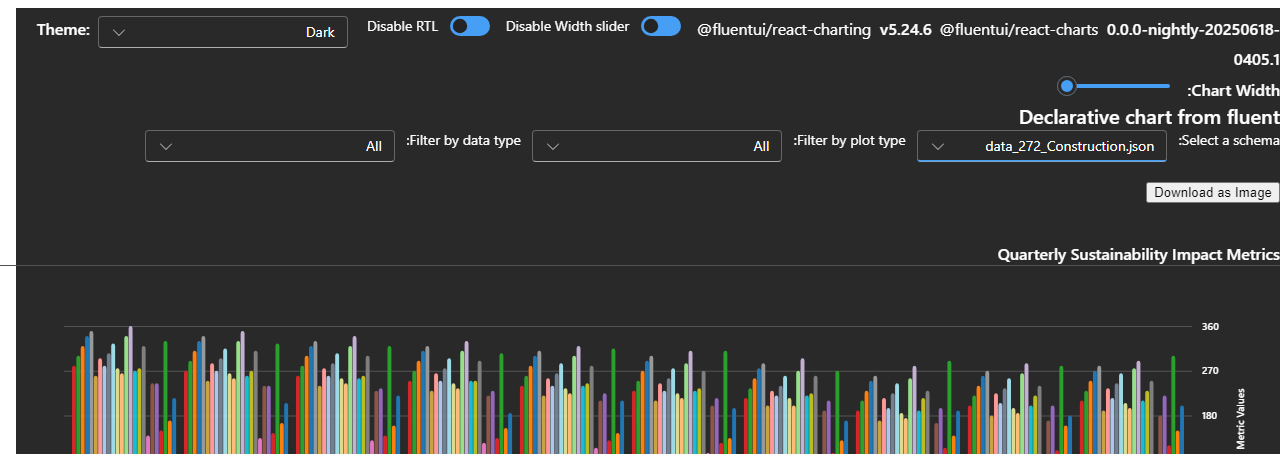 Theme: Dark Disable RTL Disable Width slider @fluentui/react-charting v5.24.6 @fluentui/react-charts 0.0.0-nightly-20250618-
0405.1
:Chart Width
Declarative chart from fluent
:Select a schema data_272_Construction.json :Filter by plot type All :Filter by data type All
Download as Image
Quarterly Sustainability Impact Metrics
360
270
180
Metric Values